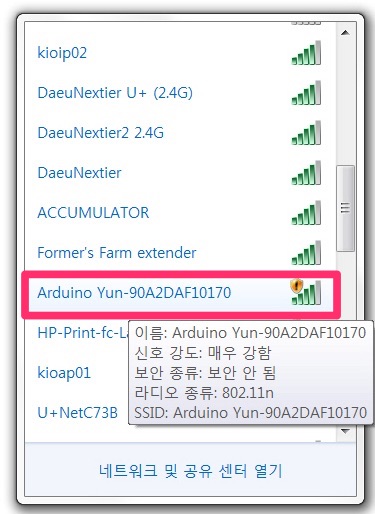 kioip02
DaeuNextier U+ (2.4G)
DaeuNextier2 2.4G
DaeuNextier
ACCUMULATOR
Former's Farm extender
Arduino Yun-90A2DAF10170
HP-Print-fc-La
이름: Arduino Yun-90A2DAF10170
신호 강도: 매우 강함
보안 종류: 보안 안 됨
라디오 종류: 802.11n
SSID: Arduino Yun-90A2DAF10170
kioap01
U+NetC73B
네트워크 및 공유 센터 열기